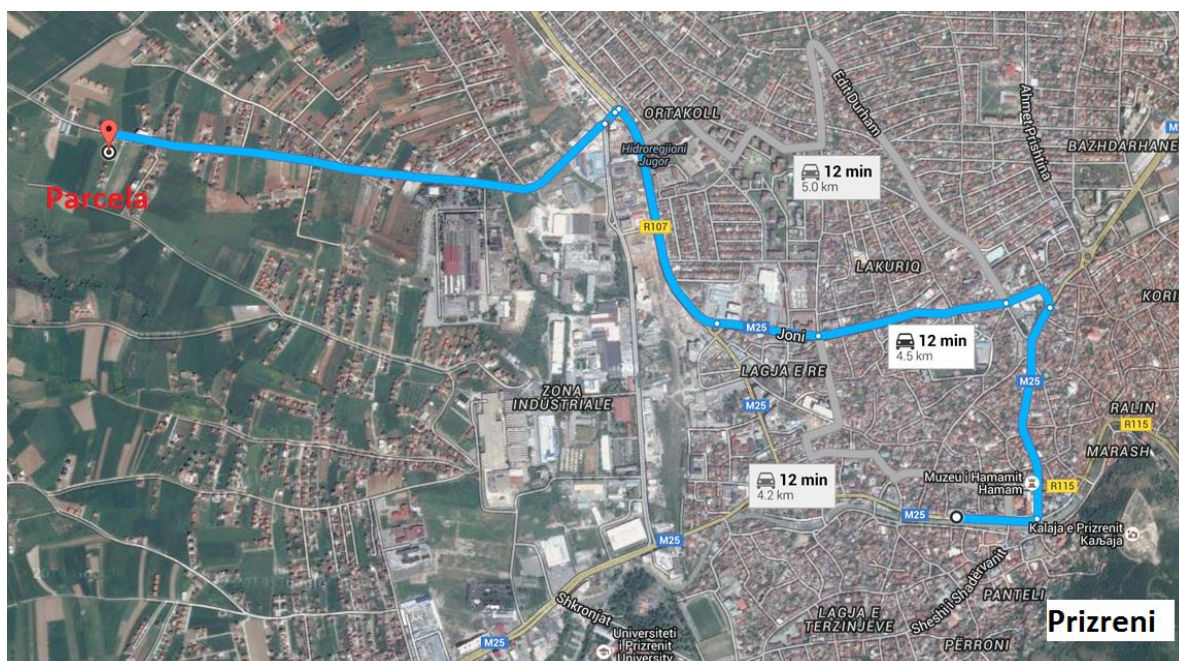 ORTAKOLL
Hidroregjioni
Jugor
Edit Durham
Ahmet Prishtina
BAZHDARHANE
12 min
5.0 km
Parcela
R107
LAKURIQ
KORI
M25
Joni
12 min
4.5 km
LAGJA E RE
M25
M25
ZONA
INDUSTRIALE
RALIN
R115
MARASH
12 min
4.2 km
Muzeu i Hamamit
Hamam
R115
M25
Kalaja e Prizrenit
Каљаја
M25
Sheshi i Shadervanit
PANTELI
Shkronjat
LAGJA E
TERZINJËVE
Prizreni
M25
Universiteti
i Prizrenit
University
PËRRONI